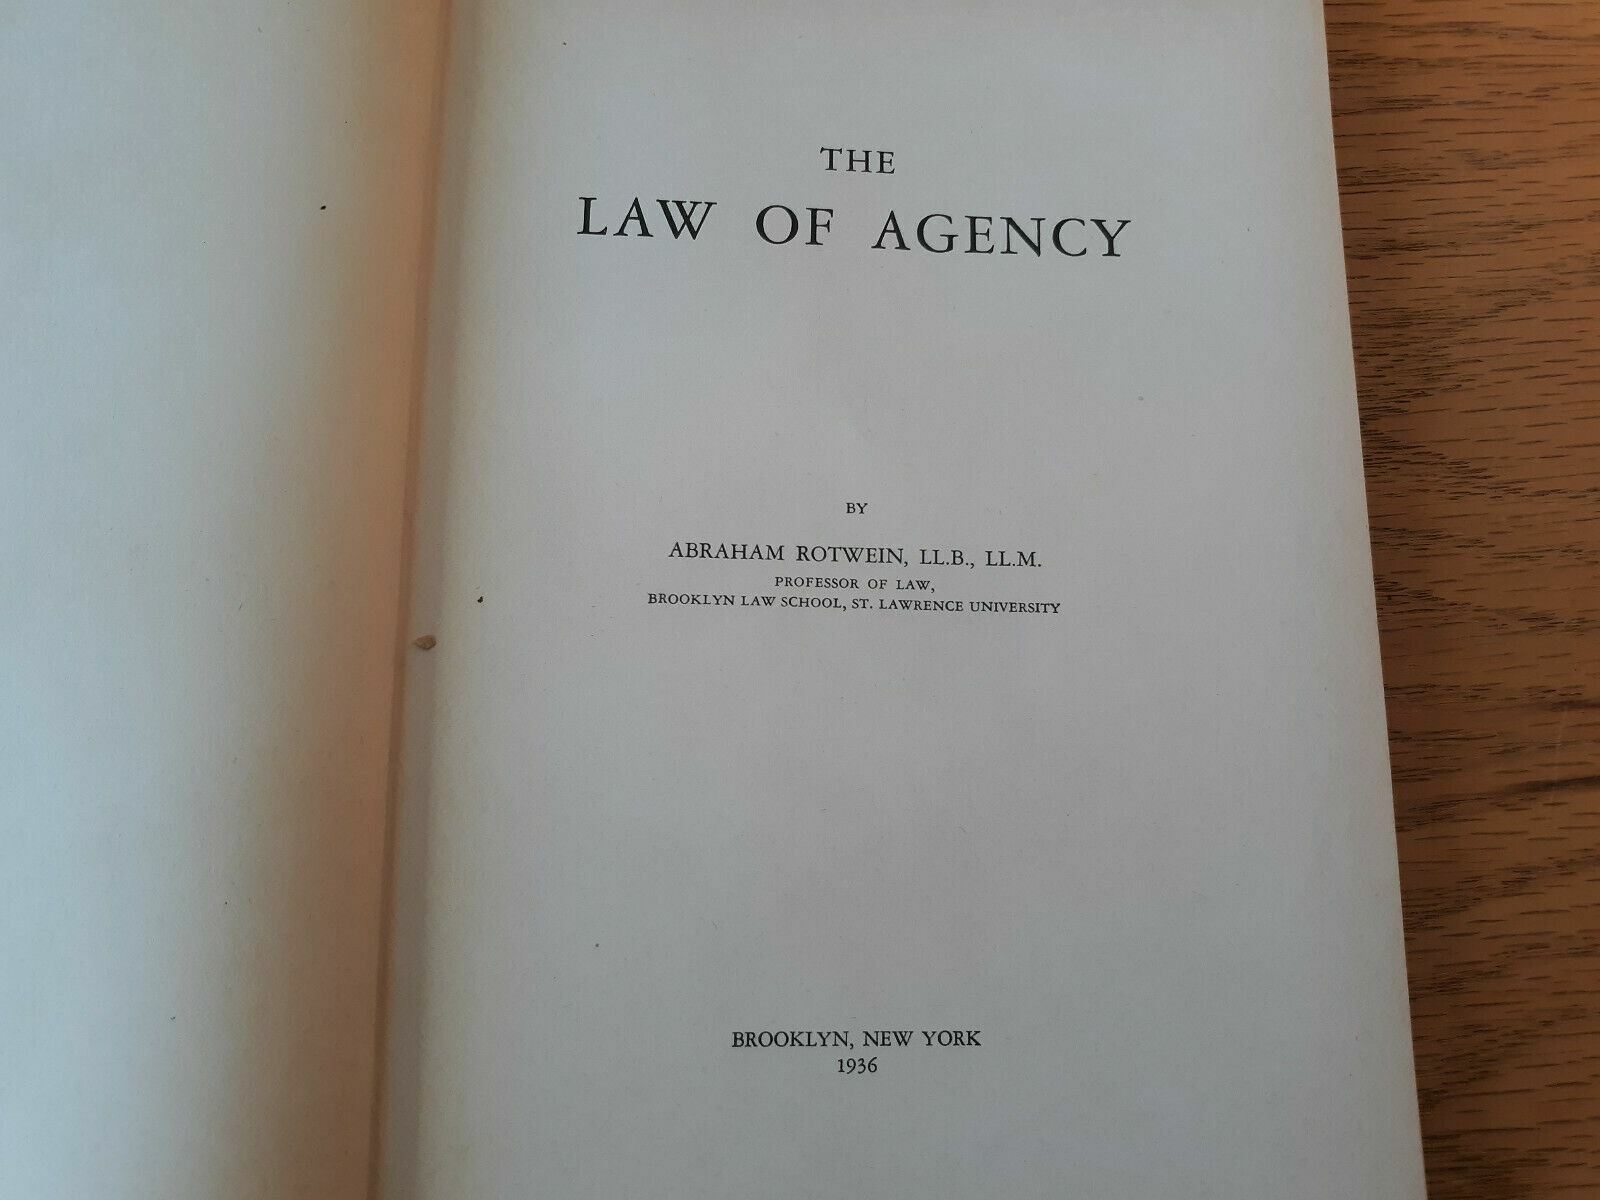 THE
LAW OF AGENCY
BY
ABRAHAM ROTWEIN, LL.B., LL.M.
PROFESSOR OF LAW,
BROOKLYN LAW SCHOOL, ST. LAWRENCE UNIVERSITY
BROOKLYN, NEW YORK
1936